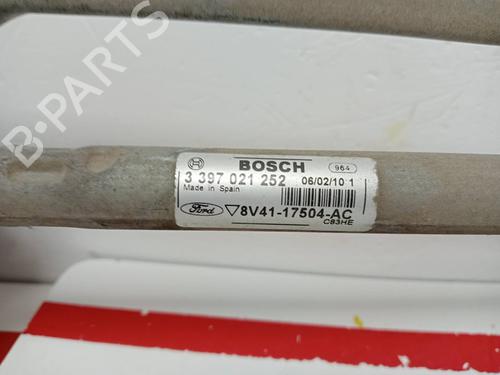 BOSCH
964
3 397 021 252 06/02/10 1
Made in Spain
Ford 8V41-17504-AC
C83HE
B-PARTS